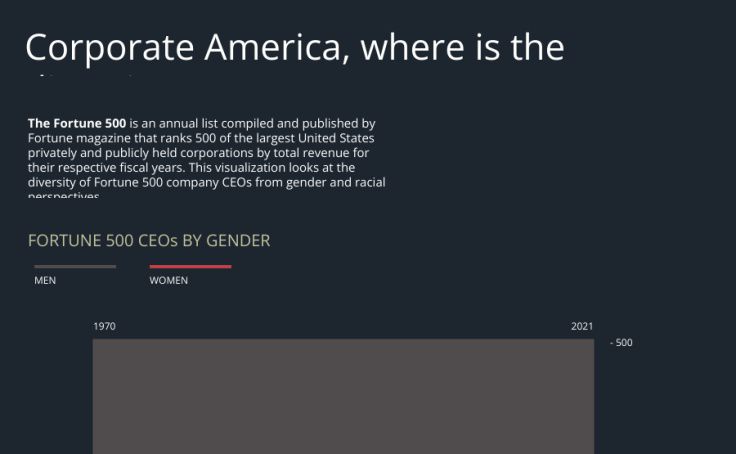 Corporate America, where is the
The Fortune 500 is an annual list compiled and published by
Fortune magazine that ranks 500 of the largest United States
privately and publicly held corporations by total revenue for
their respective fiscal years. This visualization looks at the
diversity of Fortune 500 company CEOs from gender and racial
perspectives.
FORTUNE 500 CEOs BY GENDER
MEN WOMEN
1970 2021
- 500